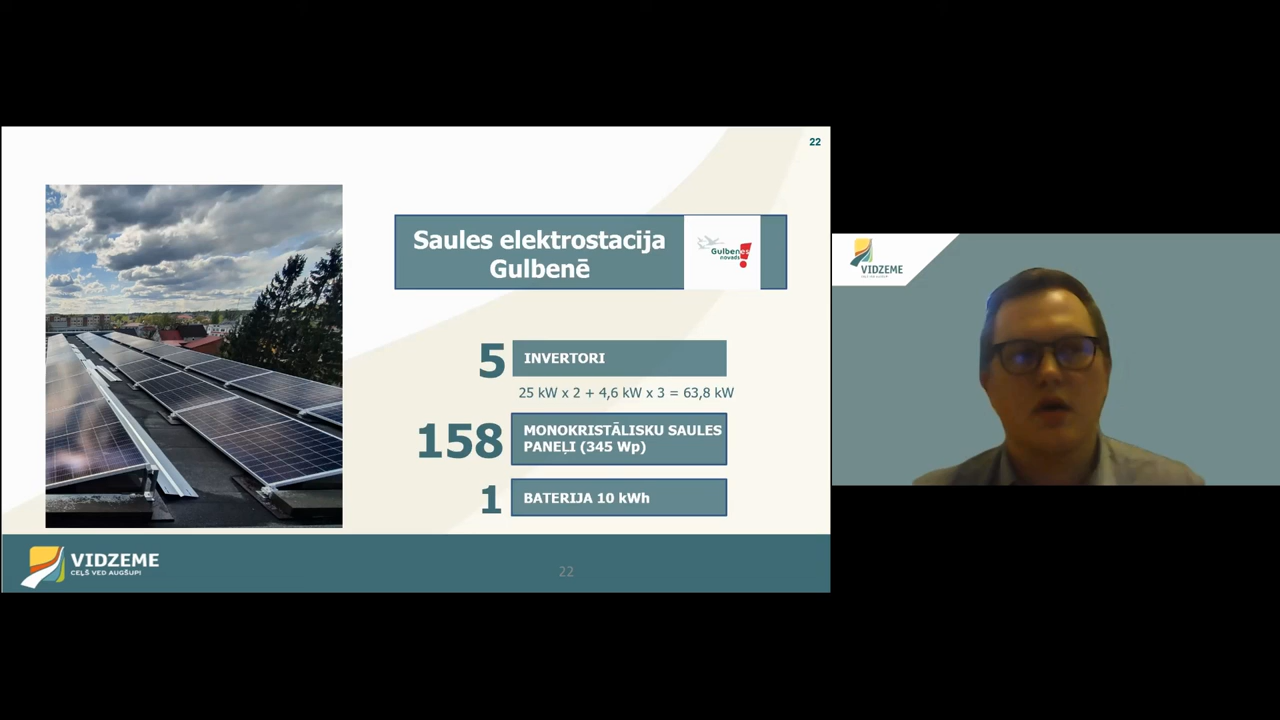 22
Saules elektrostacija
Gulbenē
Gulbenes
novads
5
INVERTORI
25 kW x 2 + 4,6 kW x 3 = 63,8 kW
158
MONOKRISTĀLISKU SAULES
PANEĻI (345 Wp)
1
BATERIJA 10 kWh
VIDZEME
CEĻŠ VED AUGŠUP!
22
VIDZEME